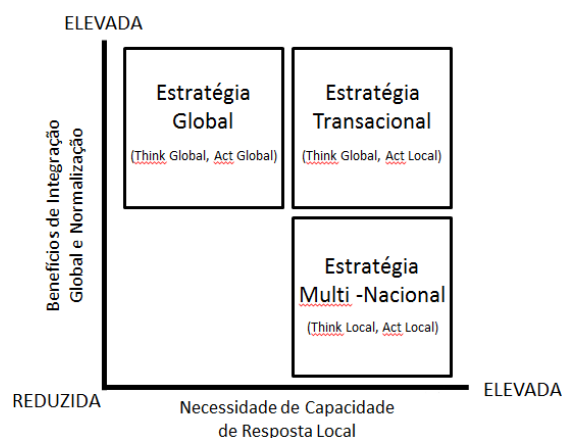 ELEVADA
Benefícios de Integração
Global e Normalização
Estratégia
Global
(Think Global, Act Global)
Estratégia
Transacional
(Think Global, Act Local)
Estratégia
Multi -Nacional
(Think Local, Act Local)
REDUZIDA
Necessidade de Capacidade
de Resposta Local
ELEVADA